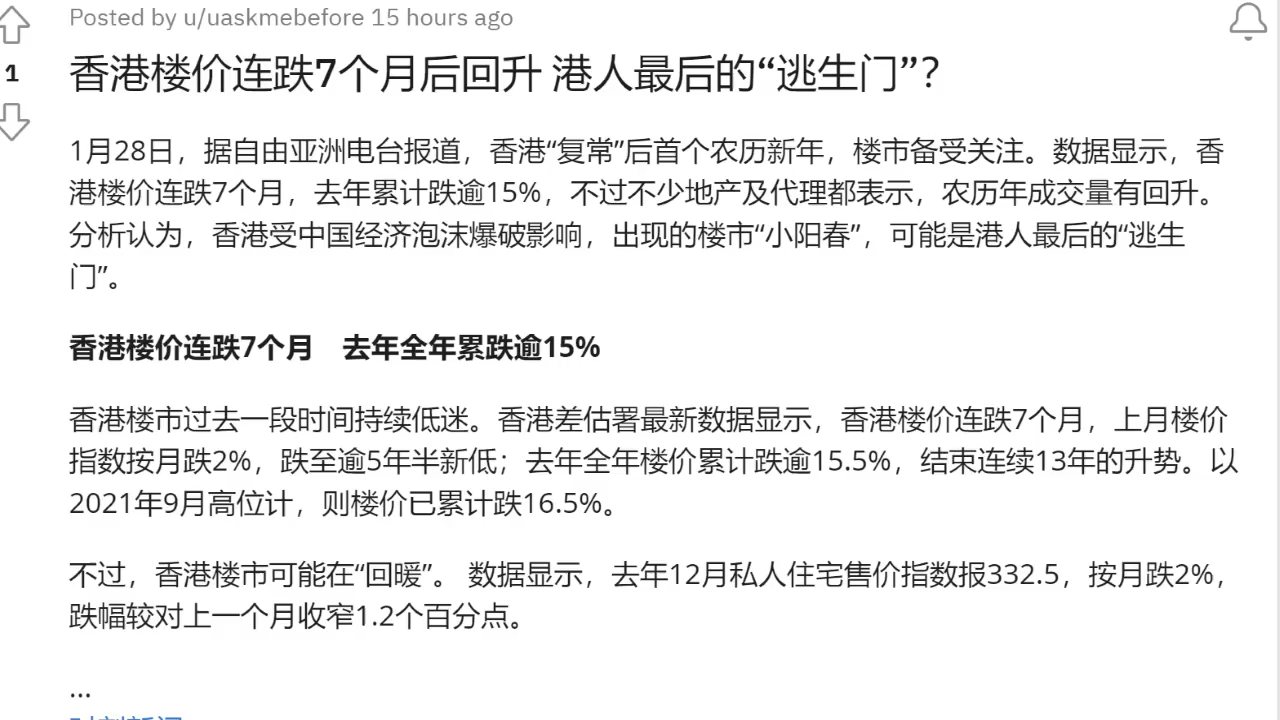 Posted by u/uaskmebefore 15 hours ago
1
香港楼价连跌7个月后回升 港人最后的“逃生门”？
1月28日，据自由亚洲电台报道，香港“复常”后首个农历新年，楼市备受关注。数据显示，香
港楼价连跌7个月，去年累计跌逾15%，不过不少地产及代理都表示，农历年成交量有回升。
分析认为，香港受中国经济泡沫爆破影响，出现的楼市“小阳春”，可能是港人最后的“逃生
门”。
香港楼价连跌7个月　去年全年累跌逾15%
香港楼市过去一段时间持续低迷。香港差估署最新数据显示，香港楼价连跌7个月，上月楼价
指数按月跌2%，跌至逾5年半新低；去年全年楼价累计跌逾15.5%，结束连续13年的升势。以
2021年9月高位计，则楼价已累计跌16.5%。
不过，香港楼市可能在“回暖”。 数据显示，去年12月私人住宅售价指数报332.5，按月跌2%，
跌幅较对上一个月收窄1.2个百分点。
...